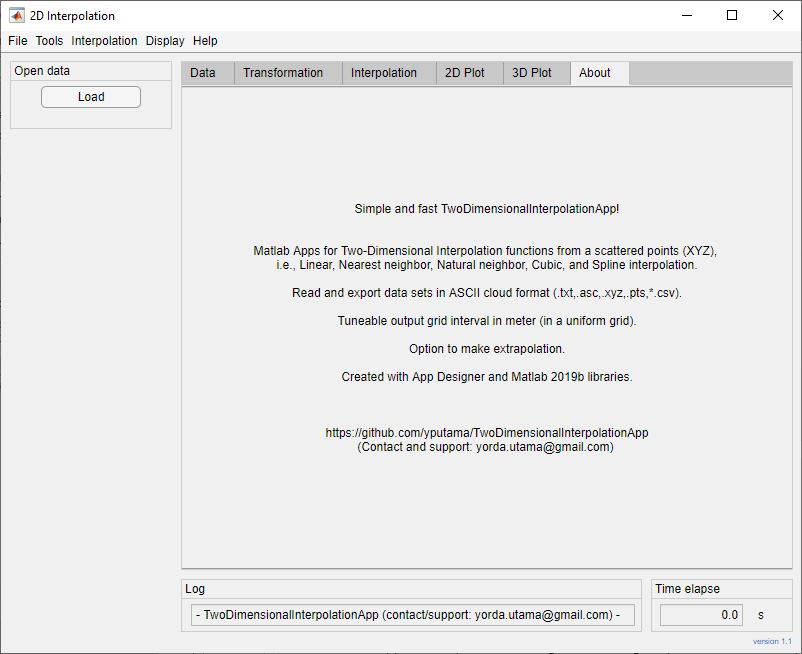 2D Interpolation
File Tools Interpolation Display Help
Open data
Load
Data Transformation Interpolation 2D Plot 3D Plot About
Simple and fast TwoDimensionalInterpolationApp!
Matlab Apps for Two-Dimensional Interpolation functions from a scattered points (XYZ),
i.e., Linear, Nearest neighbor, Natural neighbor, Cubic, and Spline interpolation.
Read and export data sets in ASCII cloud format (.txt,.asc,.xyz,.pts,*.csv).
Tuneable output grid interval in meter (in a uniform grid).
Option to make extrapolation.
Created with App Designer and Matlab 2019b libraries.
https://github.com/yputama/TwoDimensionalInterpolationApp
(Contact and support: yorda.utama@gmail.com)
Log
- TwoDimensionalInterpolationApp (contact/support: yorda.utama@gmail.com) -
Time elapse
0.0 s
version 1.1